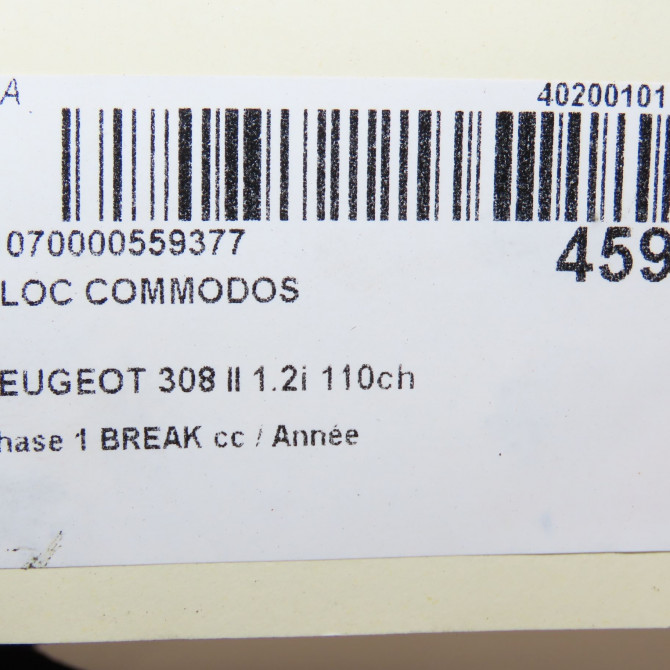 A 40200101
070000559377 459
LOC COMMODOS
EUGEOT 308 II 1.2i 110ch
hase 1 BREAK cc / Année